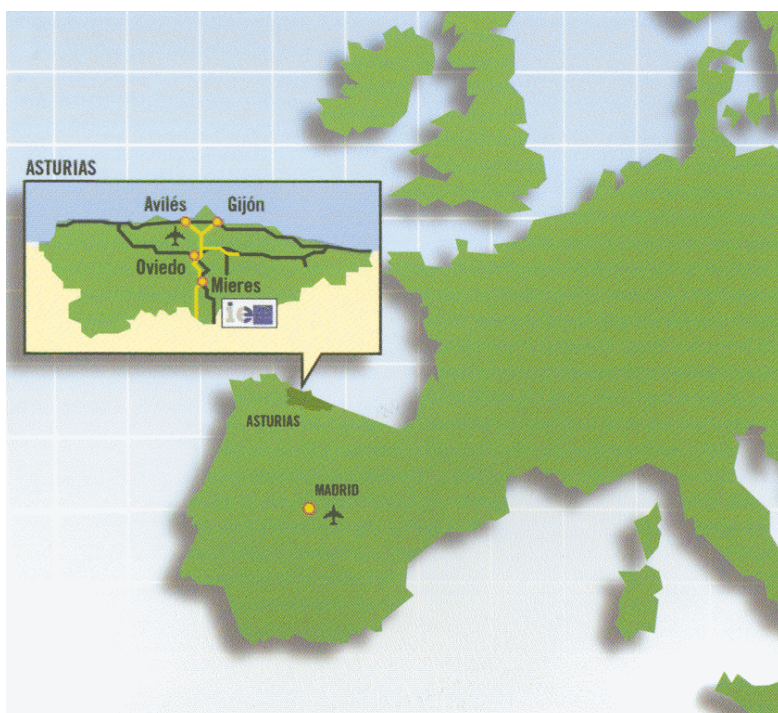 ASTURIAS
Avilés Gijón
Oviedo
Mieres
ie
ASTURIAS
MADRID